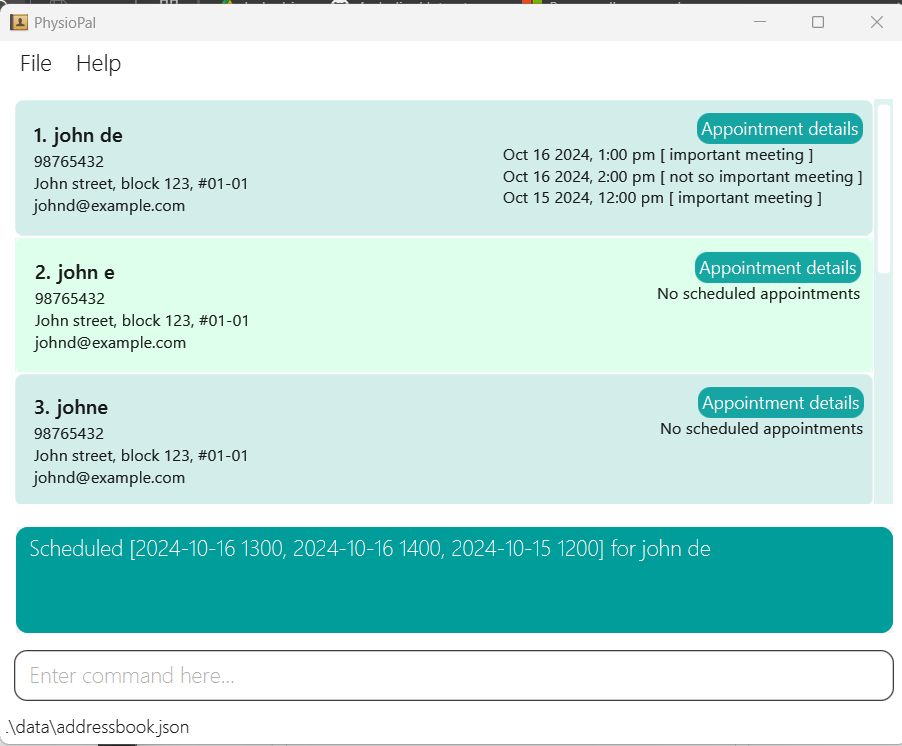 PhysioPal
File Help
1. john de
98765432
John street, block 123, #01-01
johnd@example.com
Appointment details
Oct 16 2024, 1:00 pm [ important meeting ]
Oct 16 2024, 2:00 pm [ not so important meeting ]
Oct 15 2024, 12:00 pm [ important meeting ]
2. john e
98765432
John street, block 123, #01-01
johnd@example.com
Appointment details
No scheduled appointments
3. johne
98765432
John street, block 123, #01-01
johnd@example.com
Appointment details
No scheduled appointments
Scheduled [2024-10-16 1300, 2024-10-16 1400, 2024-10-15 1200] for john de
Enter command here...
.\data\addressbook.json